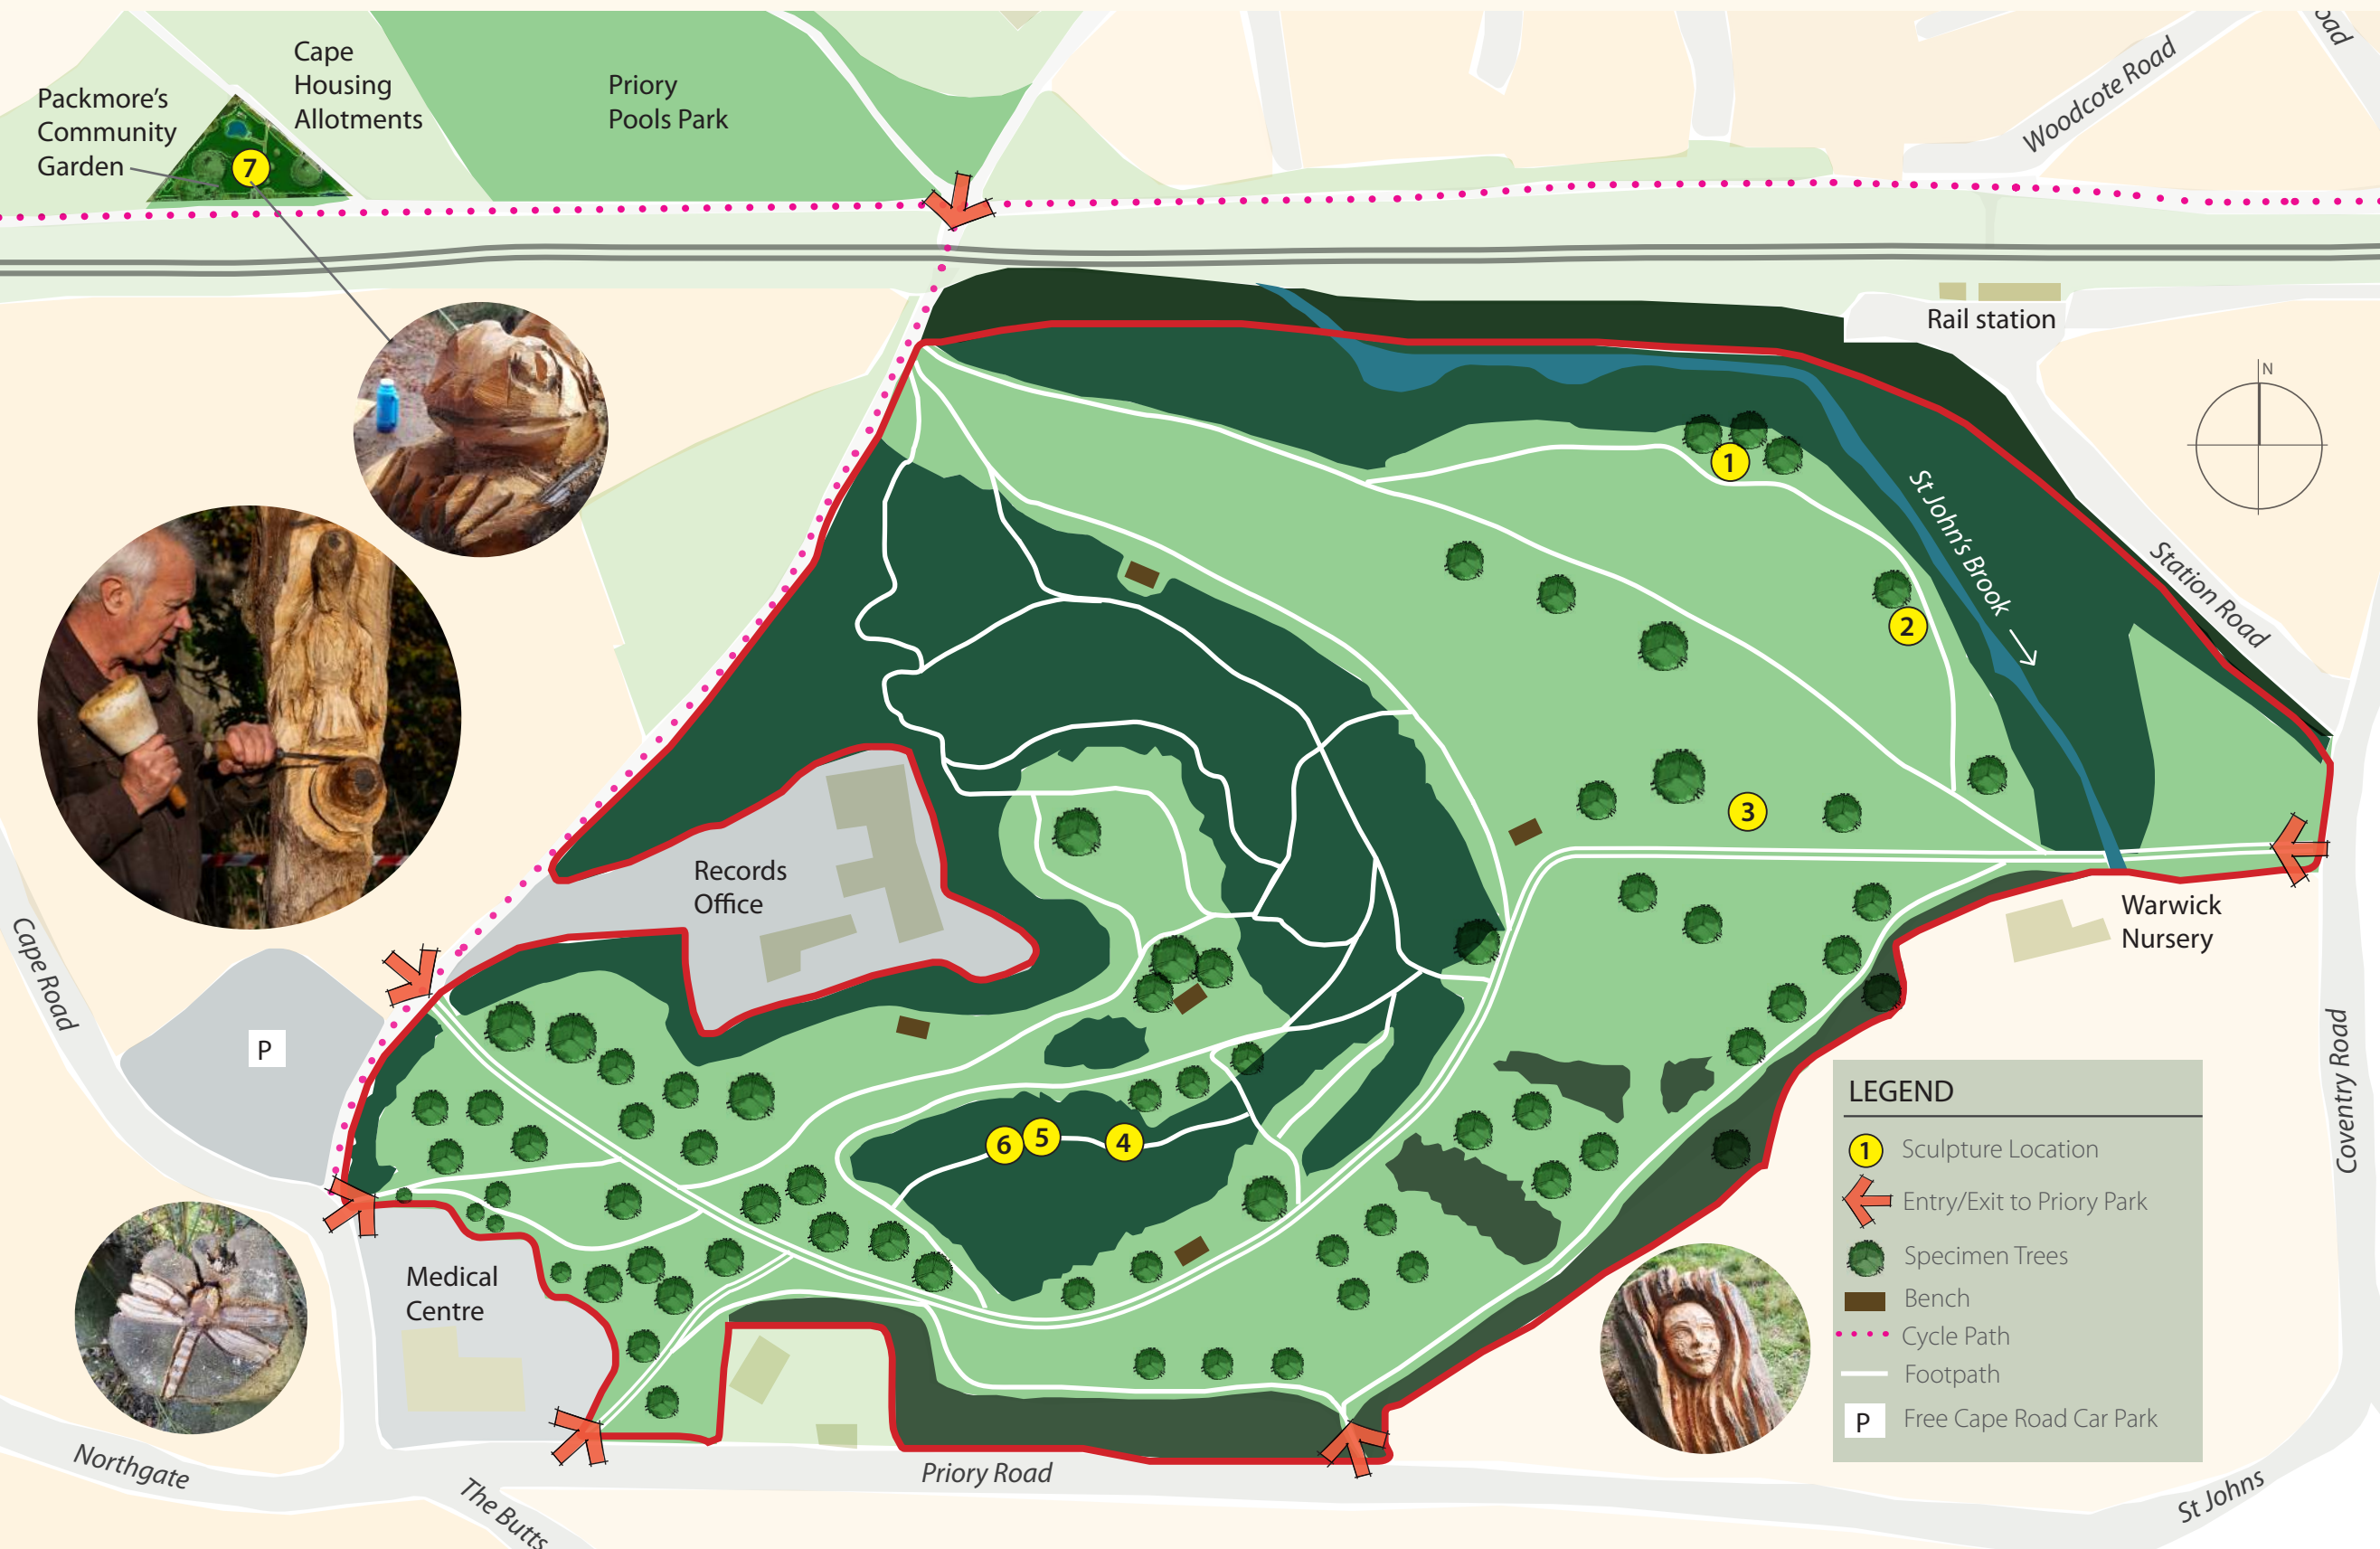 Cape
Housing
Allotments
Packmore's
Community
Garden
7
Priory
Pools Park
Woodcote Road
oad
Rail station
N
1
2
3
St John's Brook
Station Road
Records
Office
Warwick
Nursery
Cape Road
P
6
5
4
Medical
Centre
Coventry Road
LEGEND
1 Sculpture Location
Entry/Exit to Priory Park
Specimen Trees
Bench
Cycle Path
Footpath
P Free Cape Road Car Park
Northgate
The Butts
Priory Road
St Johns